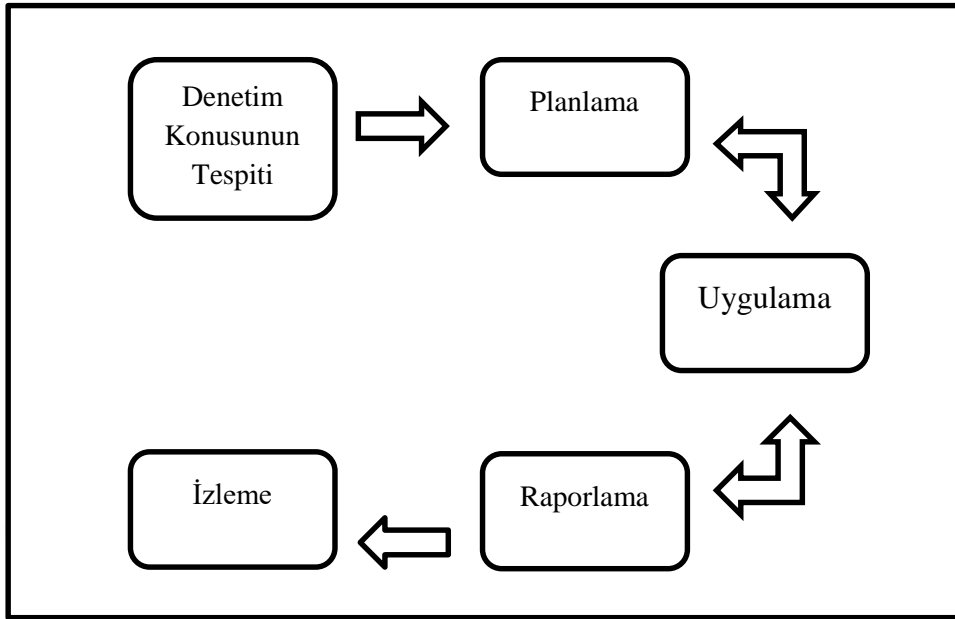 Denetim
Konusunun
Tespiti
Planlama
Uygulama
Raporlama
İzleme